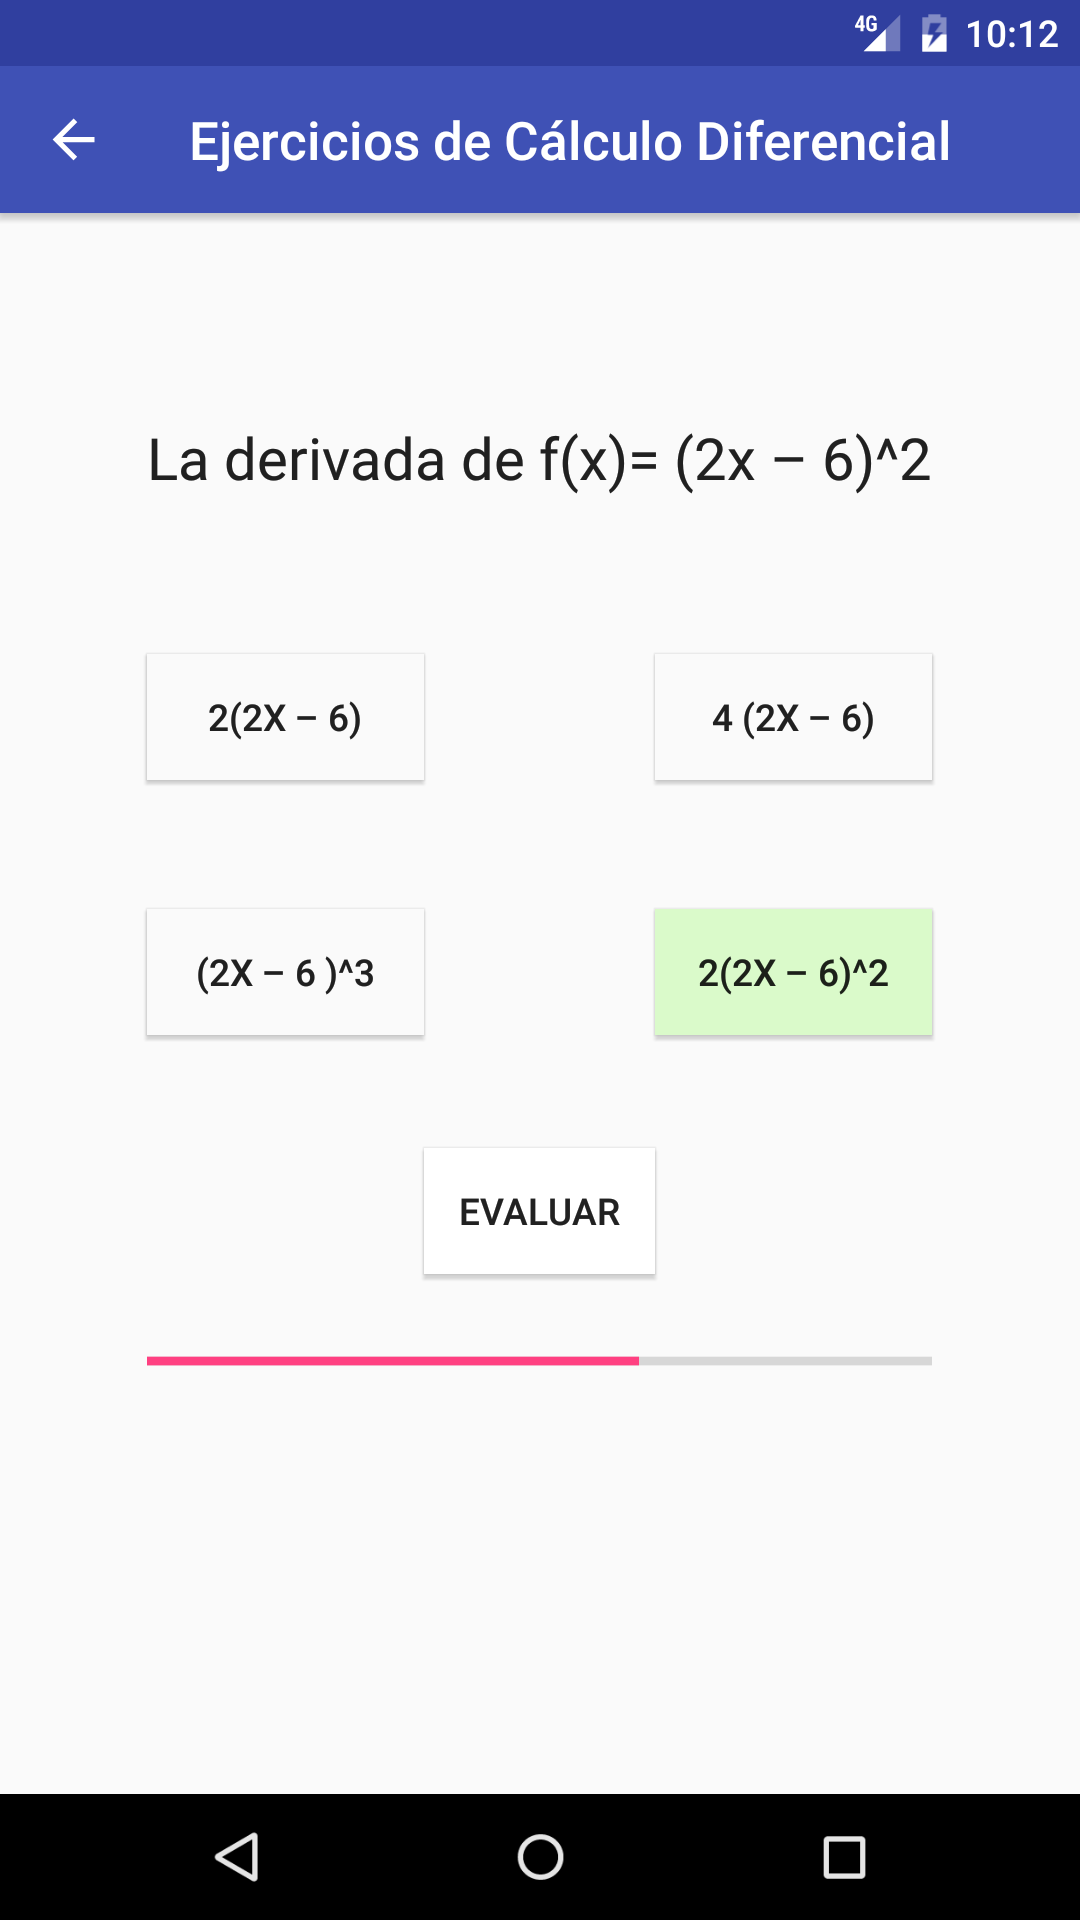 4G 10:12
Ejercicios de Cálculo Diferencial
La derivada de f(x)= (2x – 6)^2
2(2X – 6)
4 (2X – 6)
(2X – 6 )^3
2(2X – 6)^2
EVALUAR